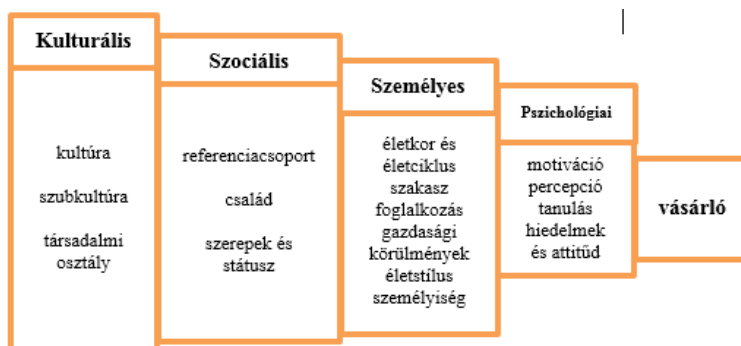 Kulturális
kultúra
szubkultúra
társadalmi
osztály
Szociális
referenciacsoport
család
szerepek és
státusz
Személyes
életkor és
életciklus
szakasz
foglalkozás
gazdasági
körülmények
életstílus
személyiség
Pszichológiai
motiváció
percepció
tanulás
hiedelmek
és attitűd
vásárló